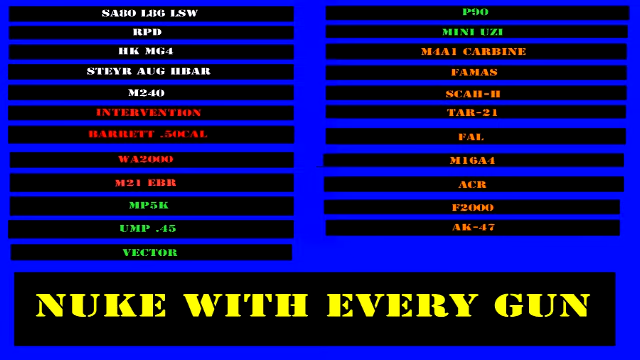 SA80 L86 LSW
RPD
HK MG4
STEYR AUG HBAR
M240
INTERVENTION
BARRETT .50CAL
WA2000
M21 EBR
MP5K
UMP .45
VECTOR
P90
MINI UZI
M4A1 CARBINE
FAMAS
SCAH-H
TAR-21
FAL
M16A4
ACR
F2000
AK-47
NUKE WITH EVERY GUN